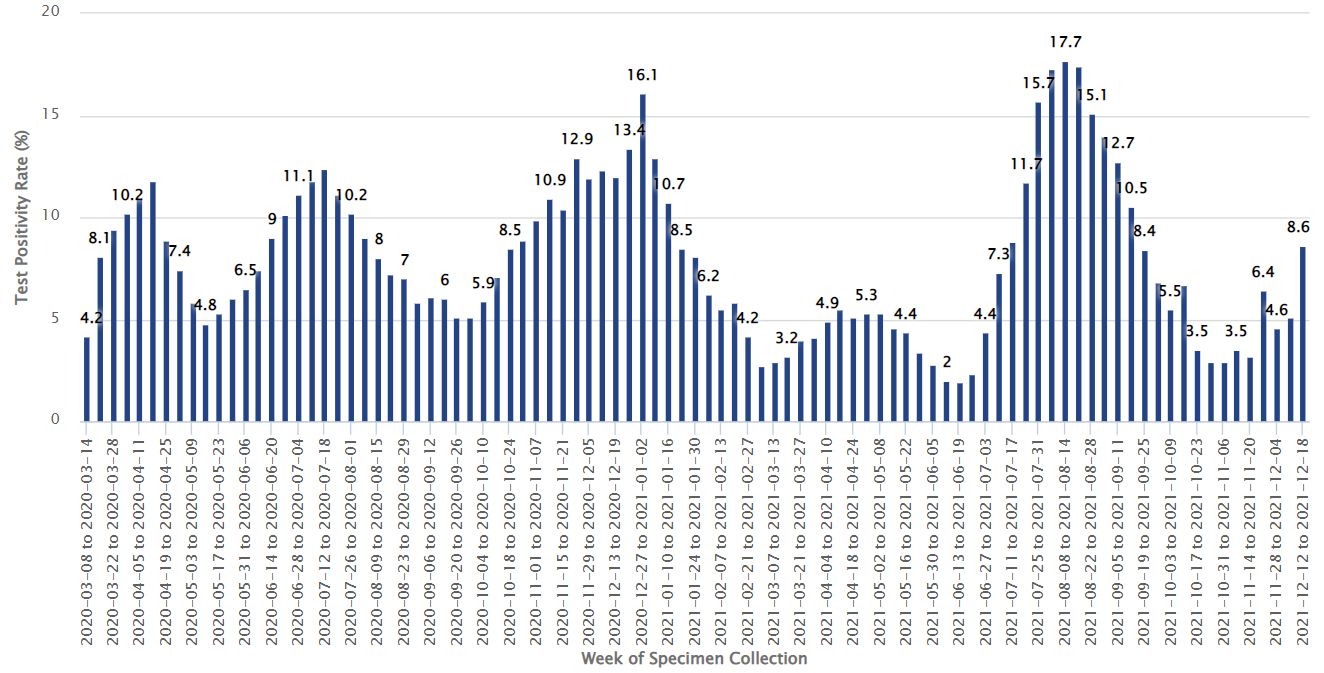 20
15
10
5
0
Test Positivity Rate (%)
4.2
8.1
10.2
7.4
4.8
6.5
9
11.1
10.2
8
7
6
5.9
8.5
10.9
12.9
13.4
16.1
10.7
8.5
6.2
4.2
3.2
4.9
5.3
4.4
2
4.4
7.3
11.7
15.7
17.7
15.1
12.7
10.5
8.4
5.5
3.5
3.5
6.4
4.6
8.6
2020-03-08 to 2020-03-14
2020-03-22 to 2020-03-28
2020-04-05 to 2020-04-11
2020-04-19 to 2020-04-25
2020-05-03 to 2020-05-09
2020-05-17 to 2020-05-23
2020-05-31 to 2020-06-06
2020-06-14 to 2020-06-20
2020-06-28 to 2020-07-04
2020-07-12 to 2020-07-18
2020-07-26 to 2020-08-01
2020-08-09 to 2020-08-15
2020-08-23 to 2020-08-29
2020-09-06 to 2020-09-12
2020-09-20 to 2020-09-26
2020-10-04 to 2020-10-10
2020-10-18 to 2020-10-24
2020-11-01 to 2020-11-07
2020-11-15 to 2020-11-21
2020-11-29 to 2020-12-05
2020-12-13 to 2020-12-19
2020-12-27 to 2021-01-02
2021-01-10 to 2021-01-16
2021-01-24 to 2021-01-30
2021-02-07 to 2021-02-13
2021-02-21 to 2021-02-27
2021-03-07 to 2021-03-13
2021-03-21 to 2021-03-27
2021-04-04 to 2021-04-10
2021-04-18 to 2021-04-24
2021-05-02 to 2021-05-08
2021-05-16 to 2021-05-22
2021-05-30 to 2021-06-05
2021-06-13 to 2021-06-19
2021-06-27 to 2021-07-03
2021-07-11 to 2021-07-17
2021-07-25 to 2021-07-31
2021-08-08 to 2021-08-14
2021-08-22 to 2021-08-28
2021-09-05 to 2021-09-11
2021-09-19 to 2021-09-25
2021-10-03 to 2021-10-09
2021-10-17 to 2021-10-23
2021-10-31 to 2021-11-06
2021-11-14 to 2021-11-20
2021-11-28 to 2021-12-04
2021-12-12 to 2021-12-18
Week of Specimen Collection